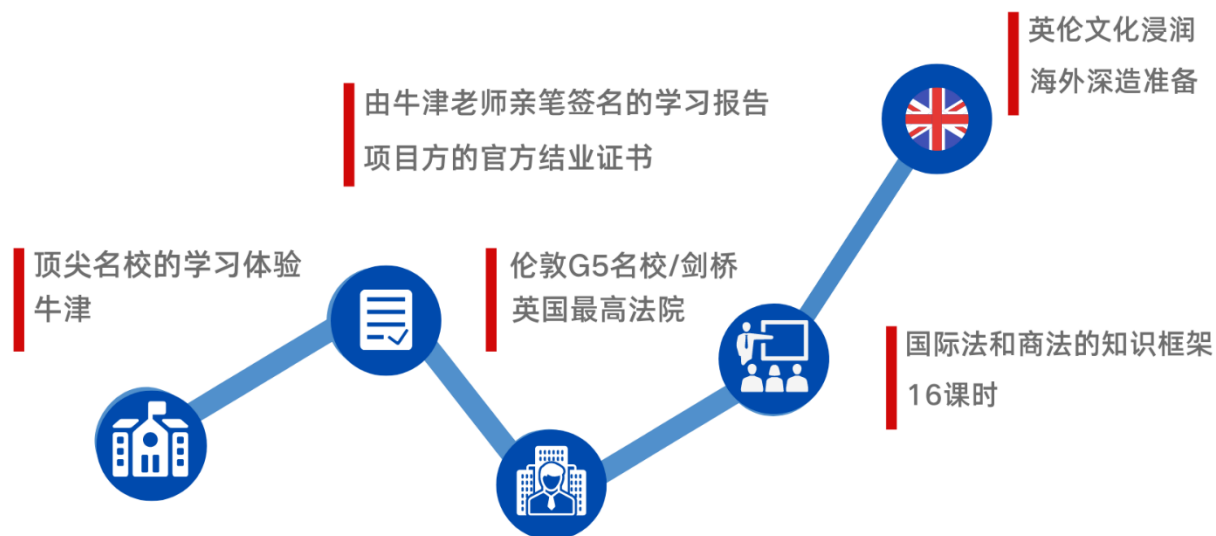 顶尖名校的学习体验
牛津
由牛津老师亲笔签名的学习报告
项目方的官方结业证书
伦敦G5名校/剑桥
英国最高法院
国际法和商法的知识框架
16课时
英伦文化浸润
海外深造准备